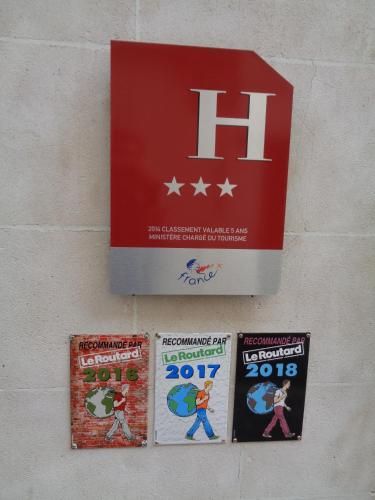 H
2014 CLASSEMENT VALABLE 5 ANS
MINISTÈRE CHARGÉ DU TOURISME
france
RECOMMANDÉ PAR
Le Routard
2016
RECOMMANDÉ PAR
Le Routard
2017
RECOMMANDÉ PAR
Le Routard
2018